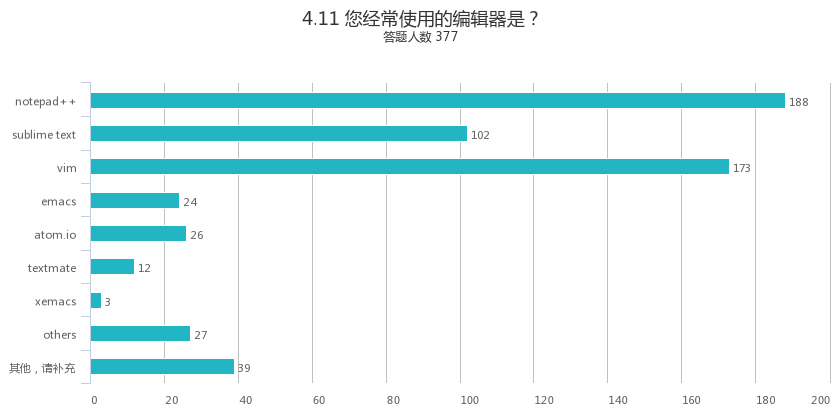 4.11 您经常使用的编辑器是？
答题人数 377
notepad++ 188
sublime text 102
vim 173
emacs 24
atom.io 26
textmate 12
xemacs 3
others 27
其他，请补充 39
0 20 40 60 80 100 120 140 160 180 200